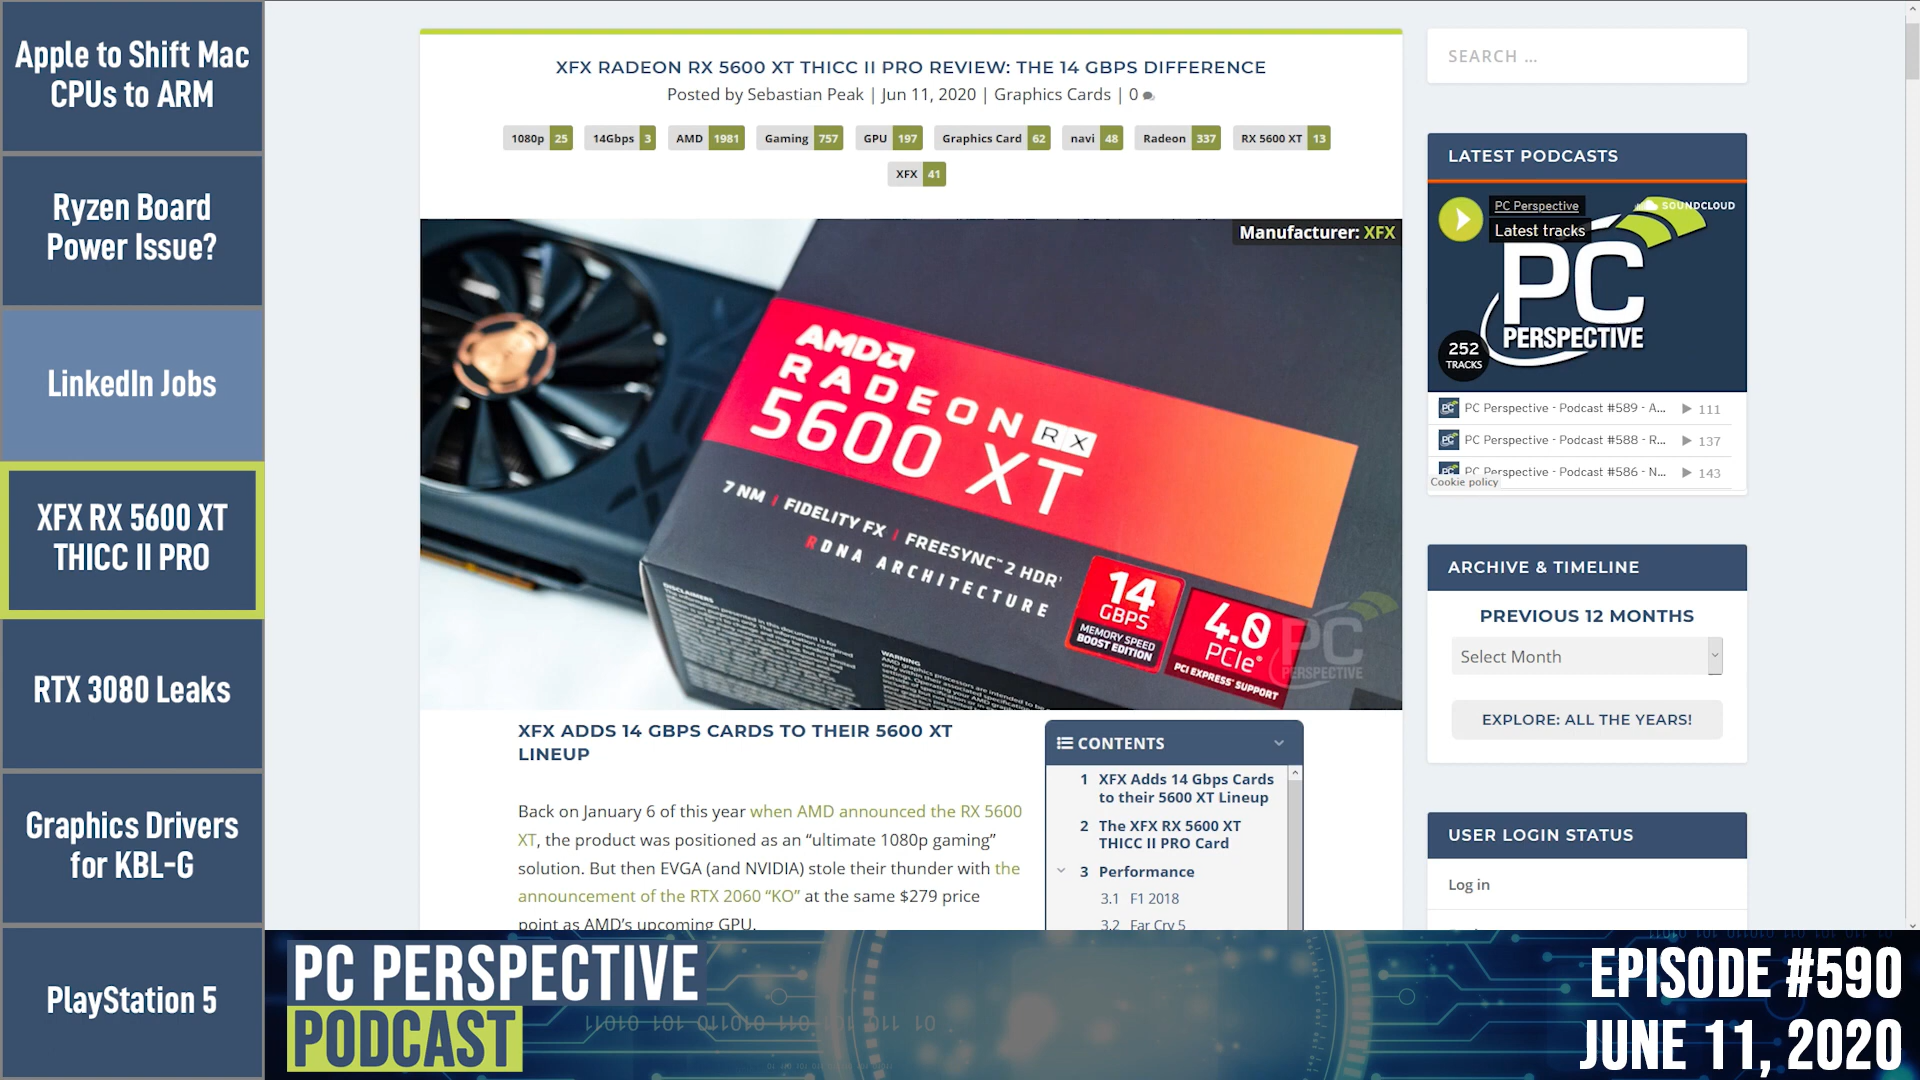 Apple to Shift Mac
CPUs to ARM
Ryzen Board
Power Issue?
LinkedIn Jobs
XFX RX 5600 XT
THICC II PRO
RTX 3080 Leaks
Graphics Drivers
for KBL-G
PlayStation 5
XFX RADEON RX 5600 XT THICC II PRO REVIEW: THE 14 GBPS DIFFERENCE
Posted by Sebastian Peak | Jun 11, 2020 | Graphics Cards | 0
1080p 25 14Gbps 3 AMD 1981 Gaming 757 GPU 197 Graphics Card 62 navi 48 Radeon 337 RX 5600 XT 13
XFX 41
Manufacturer: XFX
AMD
RADEON RX
5600 XT
7 NM | FIDELITY FX | FREESYNC™ 2 HDR
RDNA ARCHITECTURE
14
GBPS
MEMORY SPEED
BOOST EDITION
4.0
PCIe®
PCI EXPRESS® SUPPORT
DISCLAIMERS
WARNING
PC
PERSPECTIVE
XFX ADDS 14 GBPS CARDS TO THEIR 5600 XT
LINEUP
Back on January 6 of this year when AMD announced the RX 5600
XT, the product was positioned as an “ultimate 1080p gaming”
solution. But then EVGA (and NVIDIA) stole their thunder with the
announcement of the RTX 2060 “KO” at the same $279 price
point as AMD’s upcoming GPU.
CONTENTS
1 XFX Adds 14 Gbps Cards
to their 5600 XT Lineup
2 The XFX RX 5600 XT
THICC II PRO Card
3 Performance
3.1 F1 2018
3.2 Far Cry 5
SEARCH …
LATEST PODCASTS
PC Perspective
Latest tracks
SOUNDCLOUD
PC
PERSPECTIVE
252
TRACKS
PC Perspective - Podcast #589 - A... 111
PC Perspective - Podcast #588 - R... 137
PC Perspective - Podcast #586 - N... 143
Cookie policy
ARCHIVE & TIMELINE
PREVIOUS 12 MONTHS
Select Month
EXPLORE: ALL THE YEARS!
USER LOGIN STATUS
Log in
PC PERSPECTIVE
PODCAST
EPISODE #590
JUNE 11, 2020